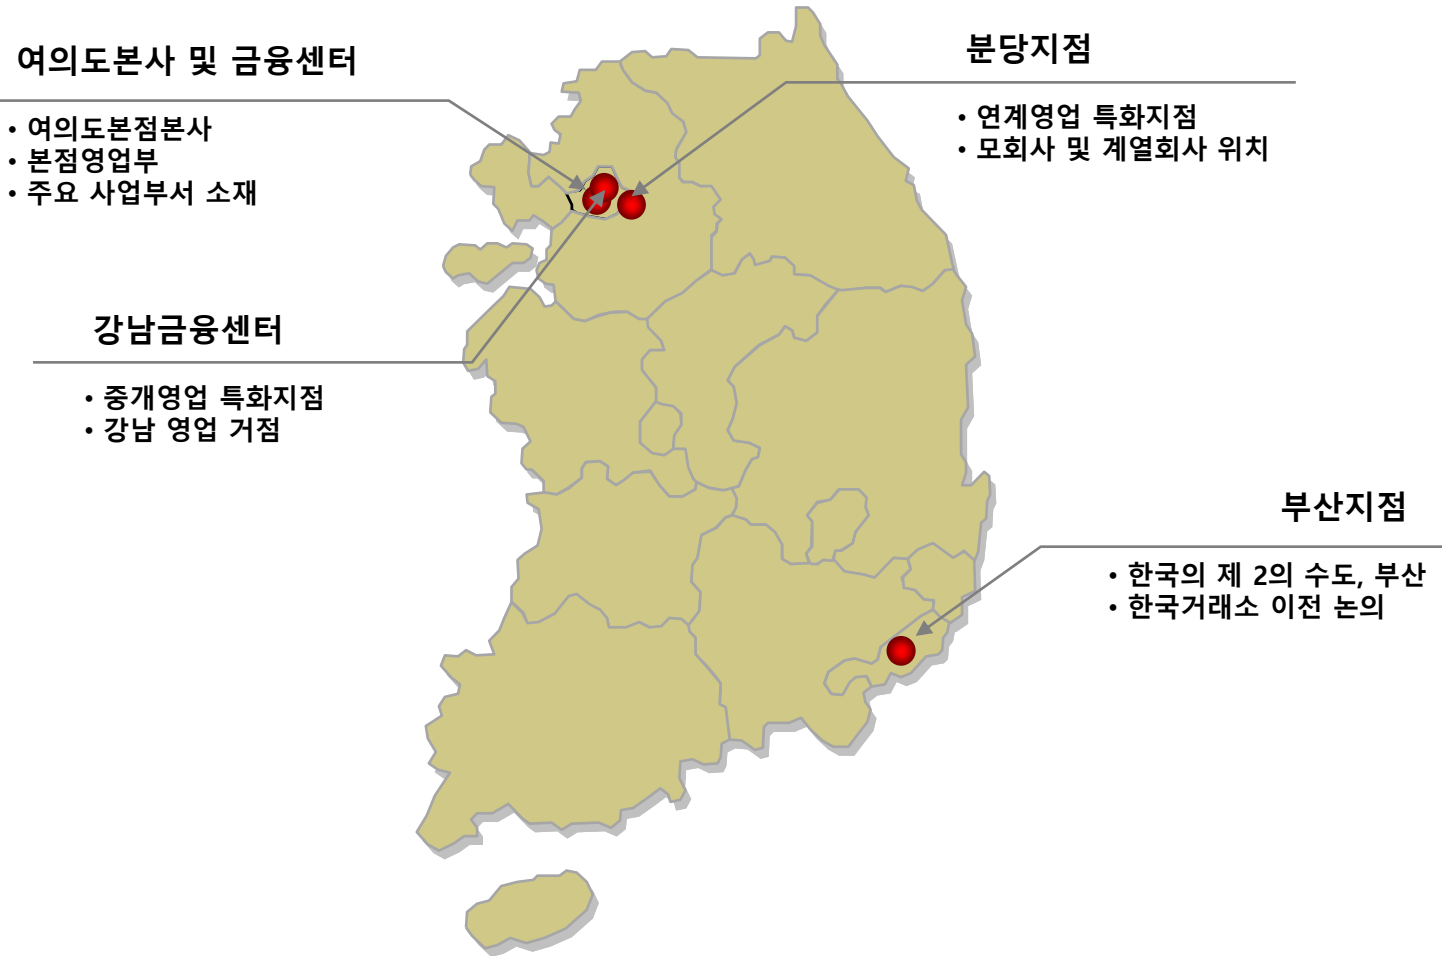 여의도본사 및 금융센터
• 여의도본점본사
• 본점영업부
• 주요 사업부서 소재
분당지점
• 연계영업 특화지점
• 모회사 및 계열회사 위치
강남금융센터
• 중개영업 특화지점
• 강남 영업 거점
부산지점
• 한국의 제 2의 수도, 부산
• 한국거래소 이전 논의